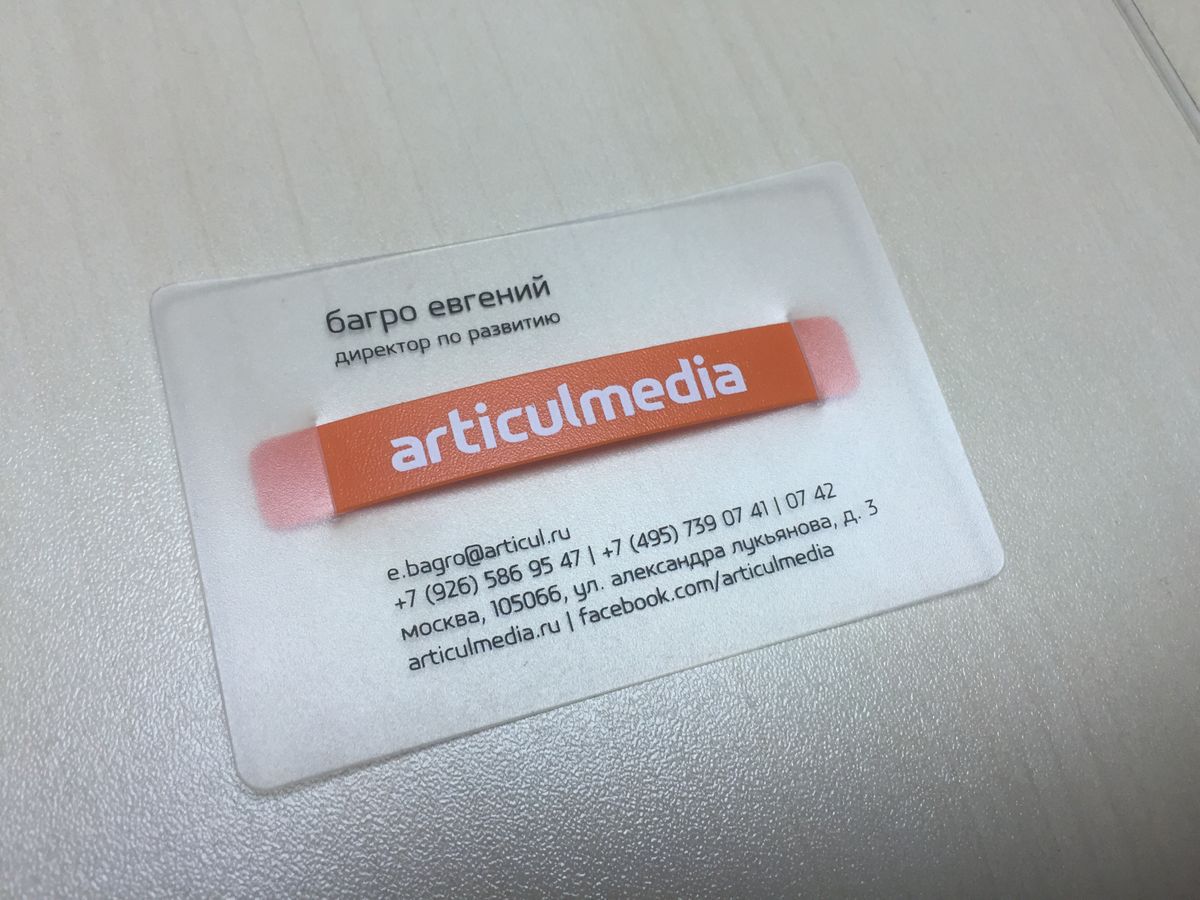 багро евгений
директор по развитию
articulmedia
e.bagro@articul.ru
+7 (926) 586 95 47 | +7 (495) 739 07 41 | 07 42
москва, 105066, ул. александра лукьянова, д. 3
articulmedia.ru | facebook.com/articulmedia